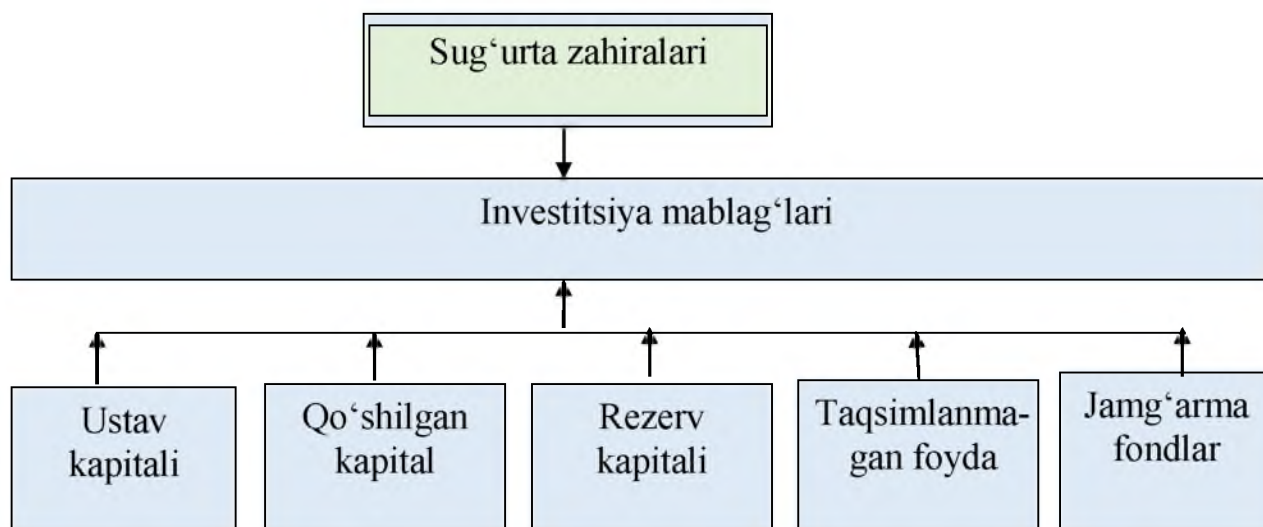 Sug‘urta zahiralari
Investitsiya mablag‘lari
Ustav
kapitali
Qo‘shilgan
kapital
Rezerv
kapitali
Taqsimlanma-
gan foyda
Jamg‘arma
fondlar